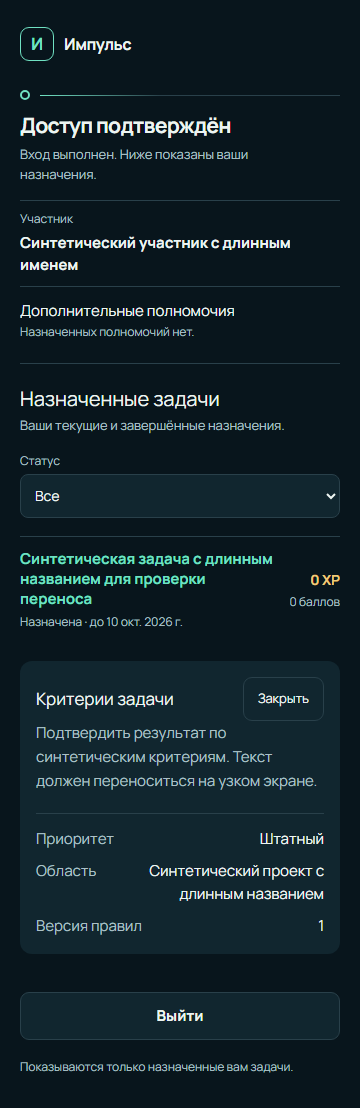 И Импульс
Доступ подтверждён
Вход выполнен. Ниже показаны ваши
назначения.
Участник
Синтетический участник с длинным
именем
Дополнительные полномочия
Назначенных полномочий нет.
Назначенные задачи
Ваши текущие и завершённые назначения.
Статус
Все
Синтетическая задача с длинным
названием для проверки
переноса
0 XP
0 баллов
Назначена · до 10 окт. 2026 г.
Критерии задачи
Закрыть
Подтвердить результат по
синтетическим критериям. Текст
должен переноситься на узком экране.
Приоритет Штатный
Область Синтетический проект с
длинным названием
Версия правил 1
Выйти
Показываются только назначенные вам задачи.